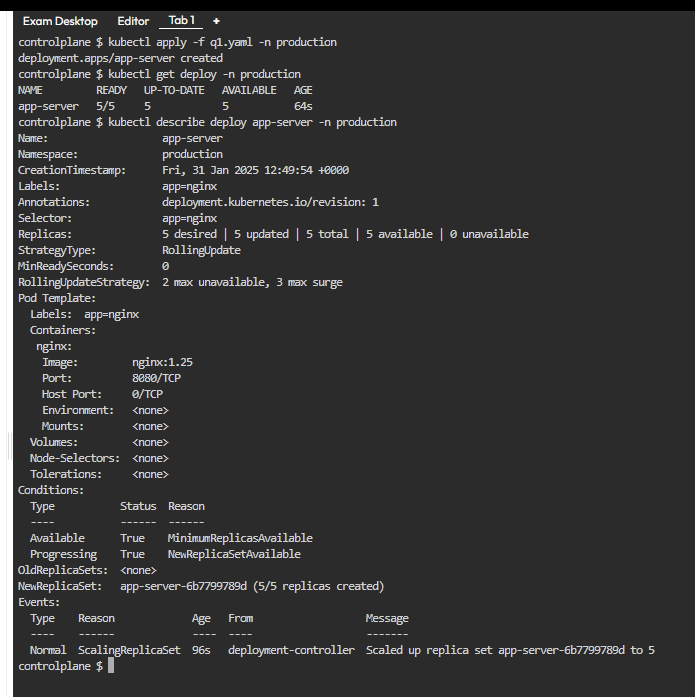 Exam Desktop Editor Tab 1 +
controlplane $ kubectl apply -f q1.yaml -n production
deployment.apps/app-server created
controlplane $ kubectl get deploy -n production
NAME READY UP-TO-DATE AVAILABLE AGE
app-server 5/5 5 5 64s
controlplane $ kubectl describe deploy app-server -n production
Name: app-server
Namespace: production
CreationTimestamp: Fri, 31 Jan 2025 12:49:54 +0000
Labels: app=nginx
Annotations: deployment.kubernetes.io/revision: 1
Selector: app=nginx
Replicas: 5 desired | 5 updated | 5 total | 5 available | 0 unavailable
StrategyType: RollingUpdate
MinReadySeconds: 0
RollingUpdateStrategy: 2 max unavailable, 3 max surge
Pod Template:
Labels: app=nginx
Containers:
nginx:
Image: nginx:1.25
Port: 8080/TCP
Host Port: 0/TCP
Environment: <none>
Mounts: <none>
Volumes: <none>
Node-Selectors: <none>
Tolerations: <none>
Conditions:
Type Status Reason
---- ------ ------
Available True MinimumReplicasAvailable
Progressing True NewReplicaSetAvailable
OldReplicaSets: <none>
NewReplicaSet: app-server-6b7799789d (5/5 replicas created)
Events:
Type Reason Age From Message
---- ------ ---- ---- -------
Normal ScalingReplicaSet 96s deployment-controller Scaled up replica set app-server-6b7799789d to 5
controlplane $